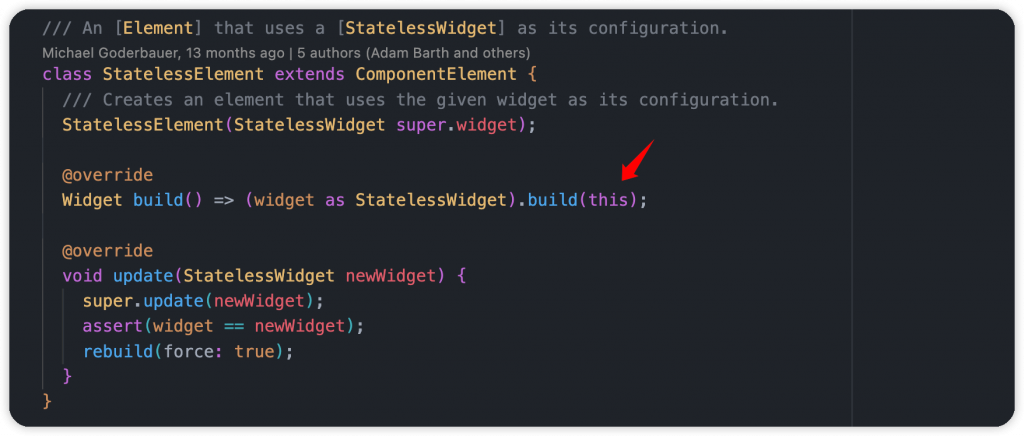 /// An [Element] that uses a [StatelessWidget] as its configuration.
Michael Goderbauer, 13 months ago | 5 authors (Adam Barth and others)
class StatelessElement extends ComponentElement {
/// Creates an element that uses the given widget as its configuration.
StatelessElement(StatelessWidget super.widget);
@override
Widget build() => (widget as StatelessWidget).build(this);
@override
void update(StatelessWidget newWidget) {
super.update(newWidget);
assert(widget == newWidget);
rebuild(force: true);
}
}